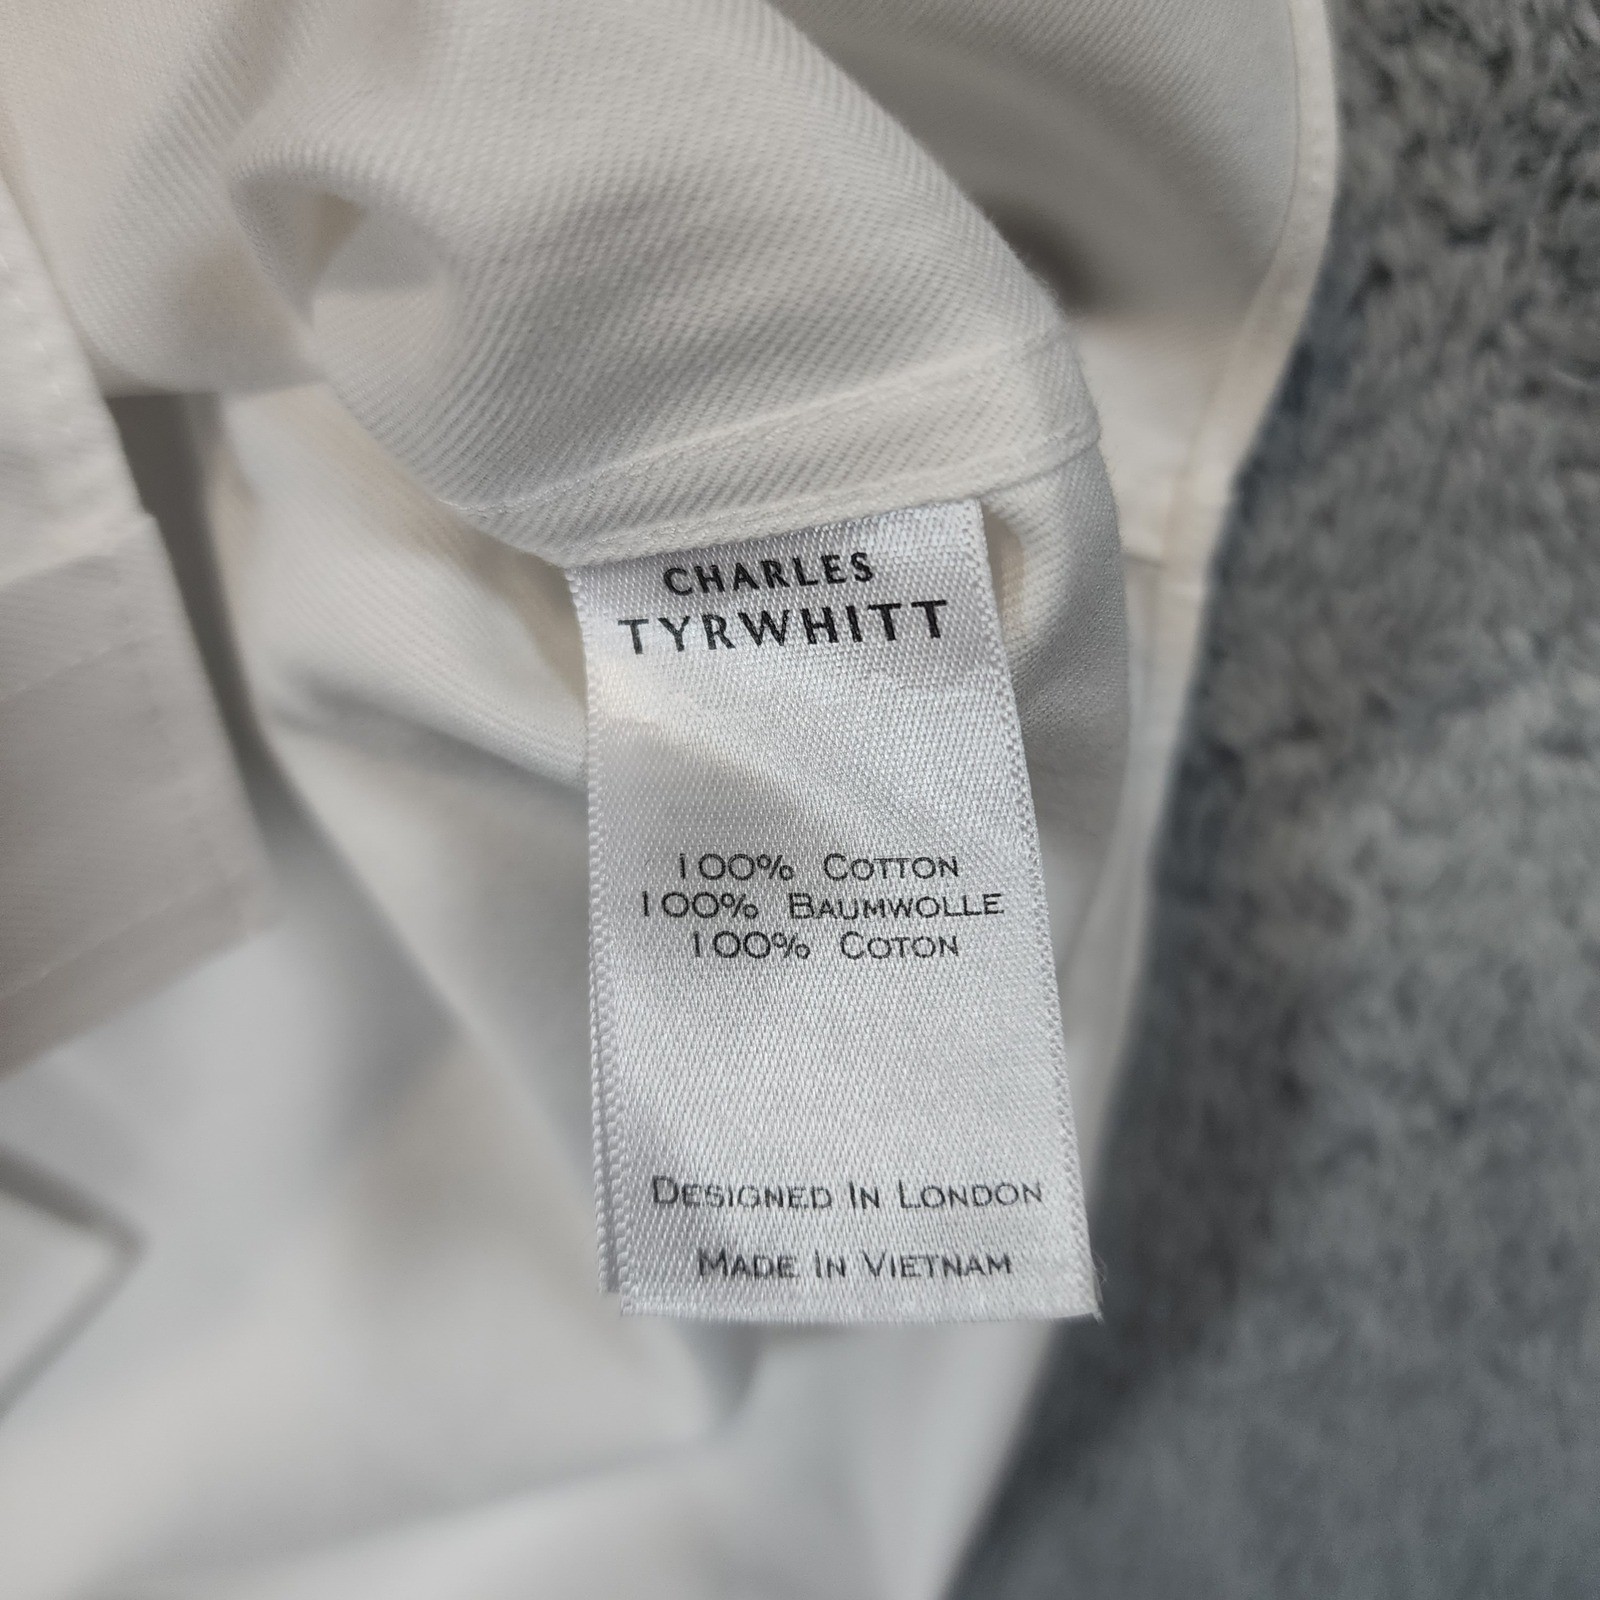 CHARLES
TYRWHITT
100% COTTON
100% BAUMWOLLE
100% COTON
DESIGNED IN LONDON
MADE IN VIETNAM